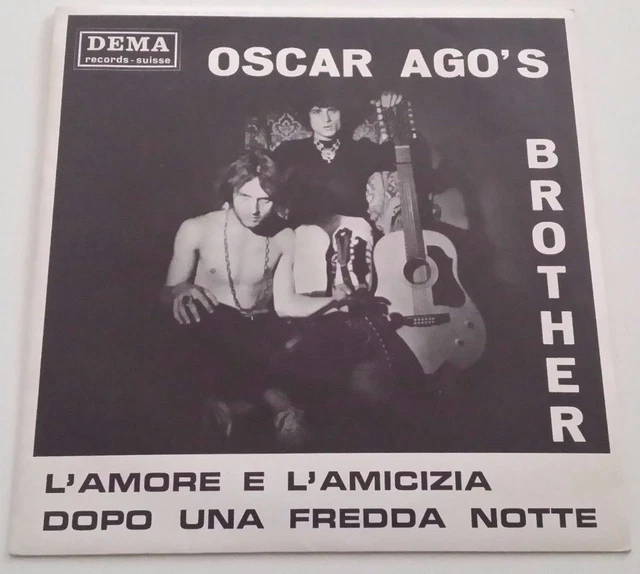 DEMA
records-suisse
OSCAR AGO'S
BROTHER
L'AMORE E L'AMICIZIA
DOPO UNA FREDDA NOTTE